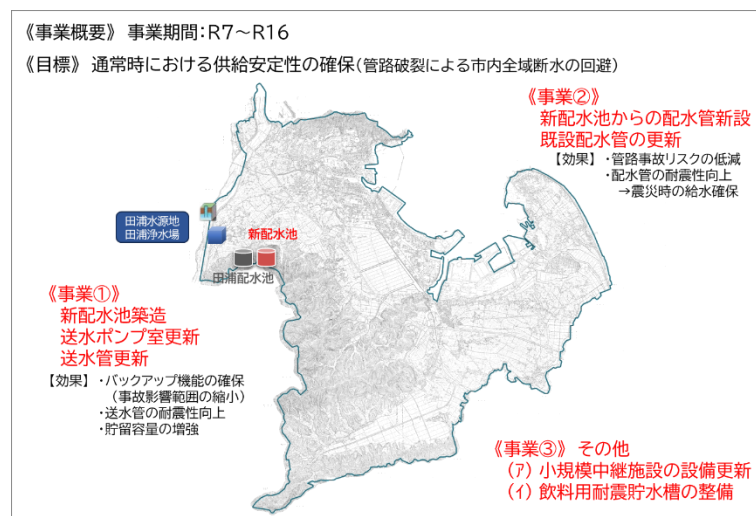 《事業概要》 事業期間：R7～R16
《目標》 通常時における供給安定性の確保（管路破裂による市内全域断水の回避）
《事業②》
新配水池からの配水管新設
既設配水管の更新
【効果】 ・管路事故リスクの低減
・配水管の耐震性向上
→震災時の給水確保
田浦水源地
田浦浄水場
新配水池
田浦配水池
《事業①》
新配水池築造
送水ポンプ室更新
送水管更新
【効果】 ・バックアップ機能の確保
（事故影響範囲の縮小）
・送水管の耐震性向上
・貯留容量の増強
《事業③》 その他
（ア） 小規模中継施設の設備更新
（イ） 飲料用耐震貯水槽の整備